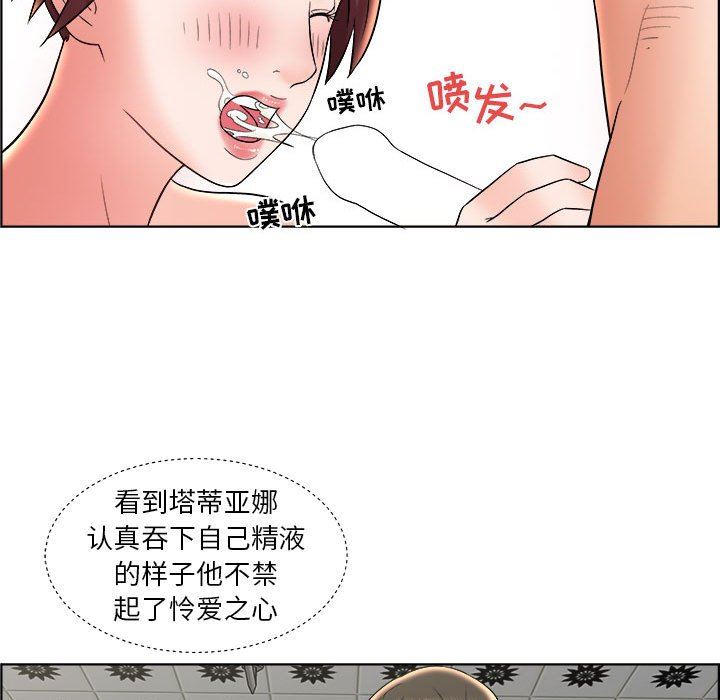 噗咻
喷发~
噗咻
看到塔蒂亚娜
认真吞下自己精液
的样子他不禁
起了怜爱之心